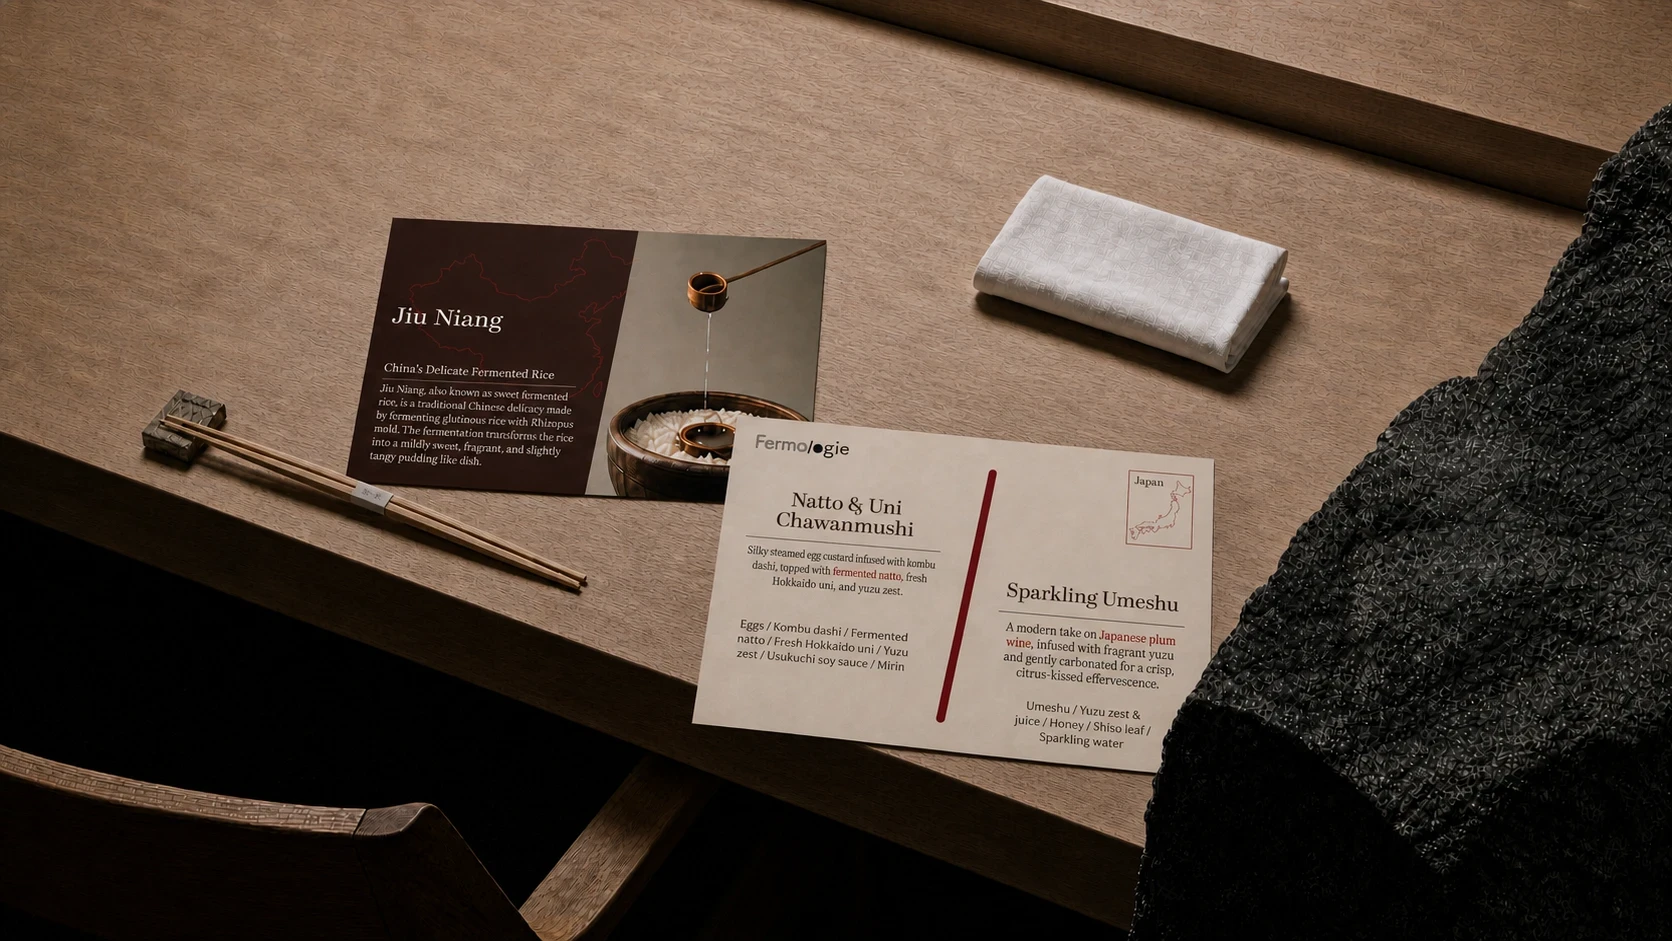 Jiu Niang
China's Delicate Fermented Rice
Jiu Niang, also known as sweet fermented
rice, is a traditional Chinese delicacy made
by fermenting glutinous rice with Rhizopus
mold. The fermentation transforms the rice
into a mildly sweet, fragrant, and slightly
tangy pudding like dish.
Fermologie
Natto & Uni
Chawanmushi
Silky steamed egg custard infused with kombu
dashi, topped with fermented natto, fresh
Hokkaido uni, and yuzu zest.
Eggs / Kombu dashi / Fermented
natto / Fresh Hokkaido uni / Yuzu
zest / Usukuchi soy sauce / Mirin
Japan
Sparkling Umeshu
A modern take on Japanese plum
wine, infused with fragrant yuzu
and gently carbonated for a crisp,
citrus-kissed effervescence.
Umeshu / Yuzu zest &
juice / Honey / Shiso leaf /
Sparkling water